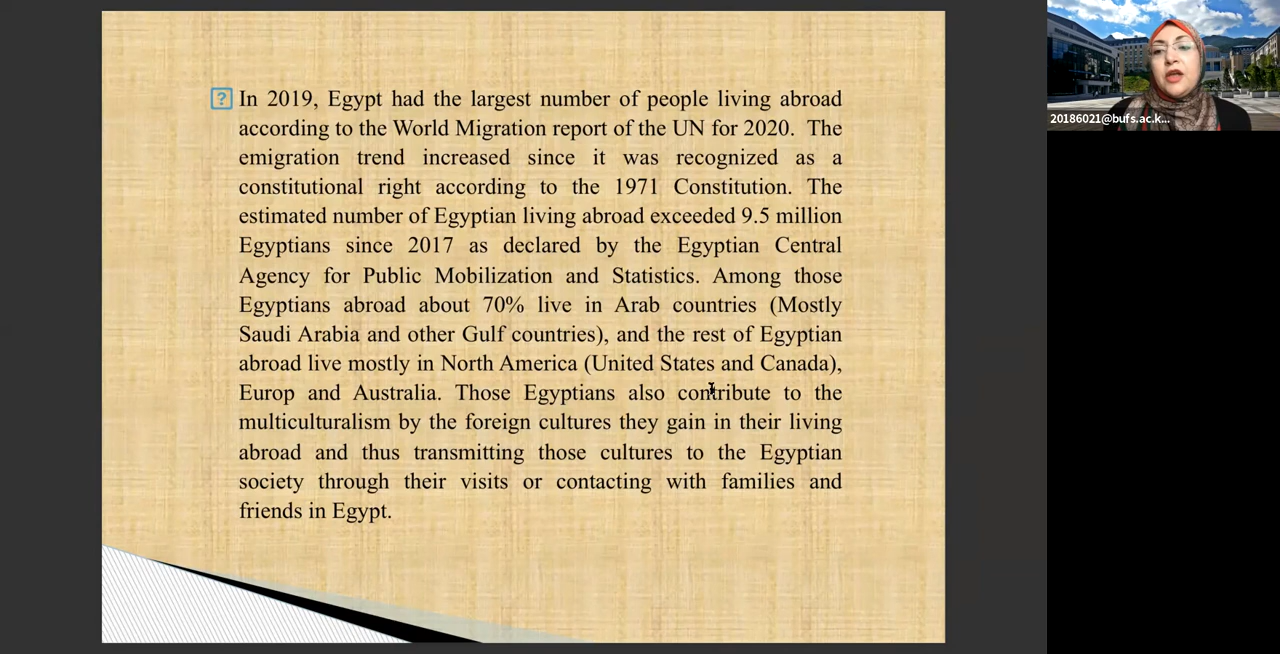 ? In 2019, Egypt had the largest number of people living abroad
according to the World Migration report of the UN for 2020. The
emigration trend increased since it was recognized as a
constitutional right according to the 1971 Constitution. The
estimated number of Egyptian living abroad exceeded 9.5 million
Egyptians since 2017 as declared by the Egyptian Central
Agency for Public Mobilization and Statistics. Among those
Egyptians abroad about 70% live in Arab countries (Mostly
Saudi Arabia and other Gulf countries), and the rest of Egyptian
abroad live mostly in North America (United States and Canada),
Europ and Australia. Those Egyptians also contribute to the
multiculturalism by the foreign cultures they gain in their living
abroad and thus transmitting those cultures to the Egyptian
society through their visits or contacting with families and
friends in Egypt.
20186021@bufs.ac.k...